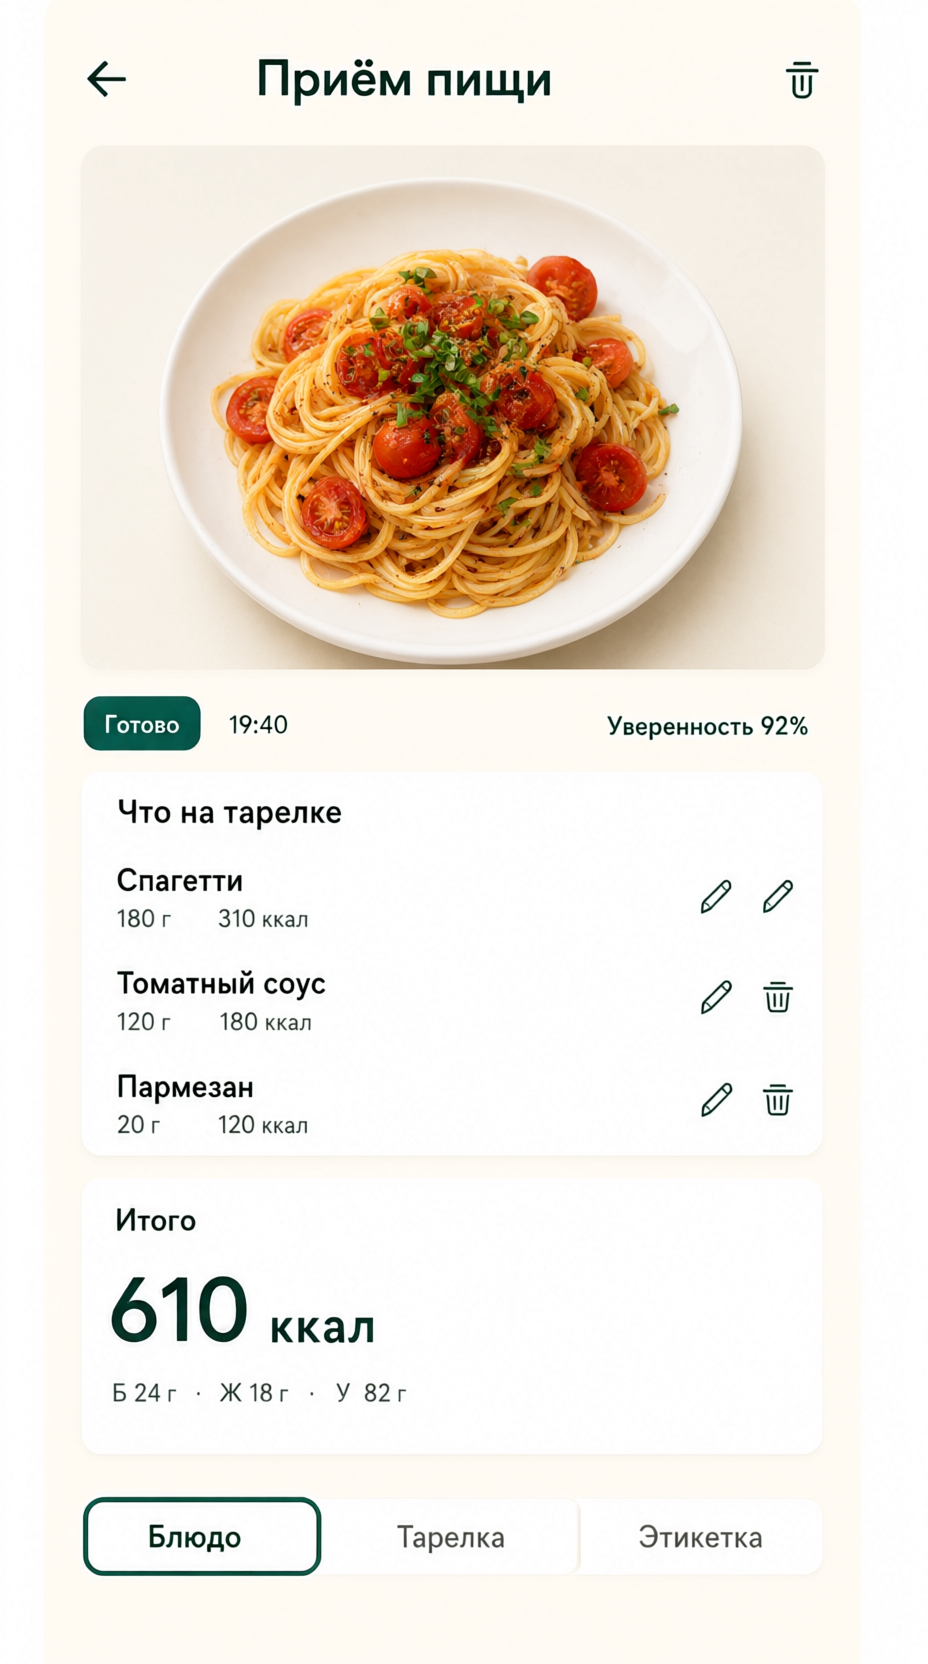 Приём пищи
Готово 19:40 Уверенность 92%
Что на тарелке
Спагетти
180 г 310 ккал
Томатный соус
120 г 180 ккал
Пармезан
20 г 120 ккал
Итого
610 ккал
Б 24 г · Ж 18 г · У 82 г
Блюдо Тарелка Этикетка